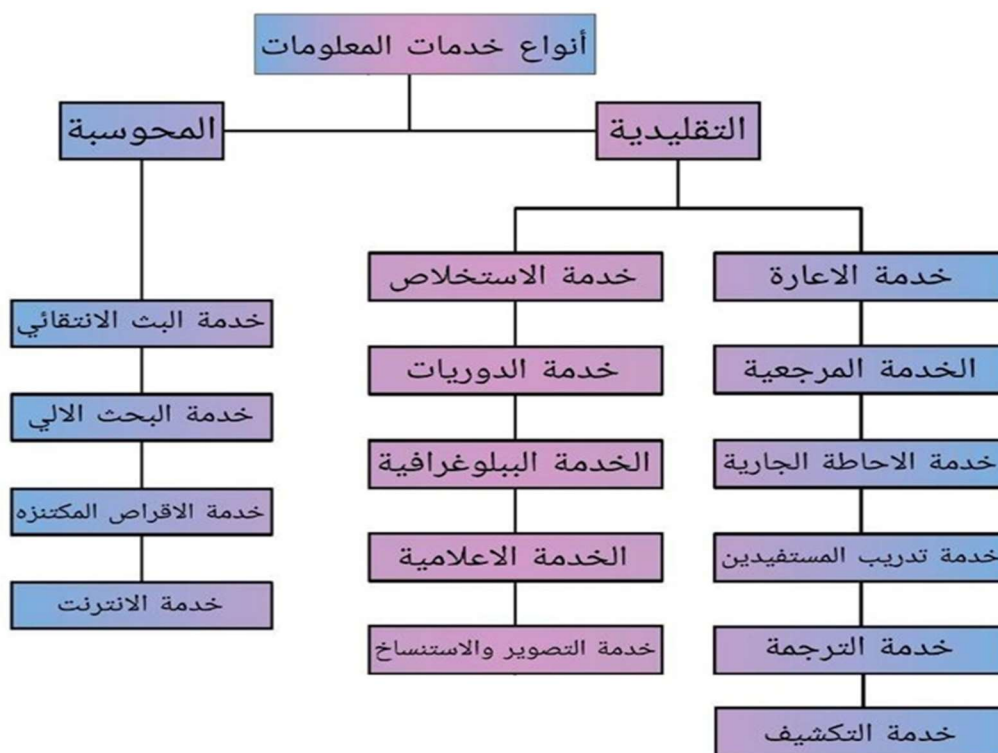 أنواع خدمات المعلومات
التقليدية
المحوسبة
خدمة الاعارة
الخدمة المرجعية
خدمة الاحاطة الجارية
خدمة تدريب المستفيدين
خدمة الترجمة
خدمة التكشيف
خدمة الاستخلاص
خدمة الدوريات
الخدمة الببلوغرافية
الخدمة الاعلامية
خدمة التصوير والاستنساخ
خدمة البث الانتقائي
خدمة البحث الالي
خدمة الاقراص المكتنزه
خدمة الانترنت